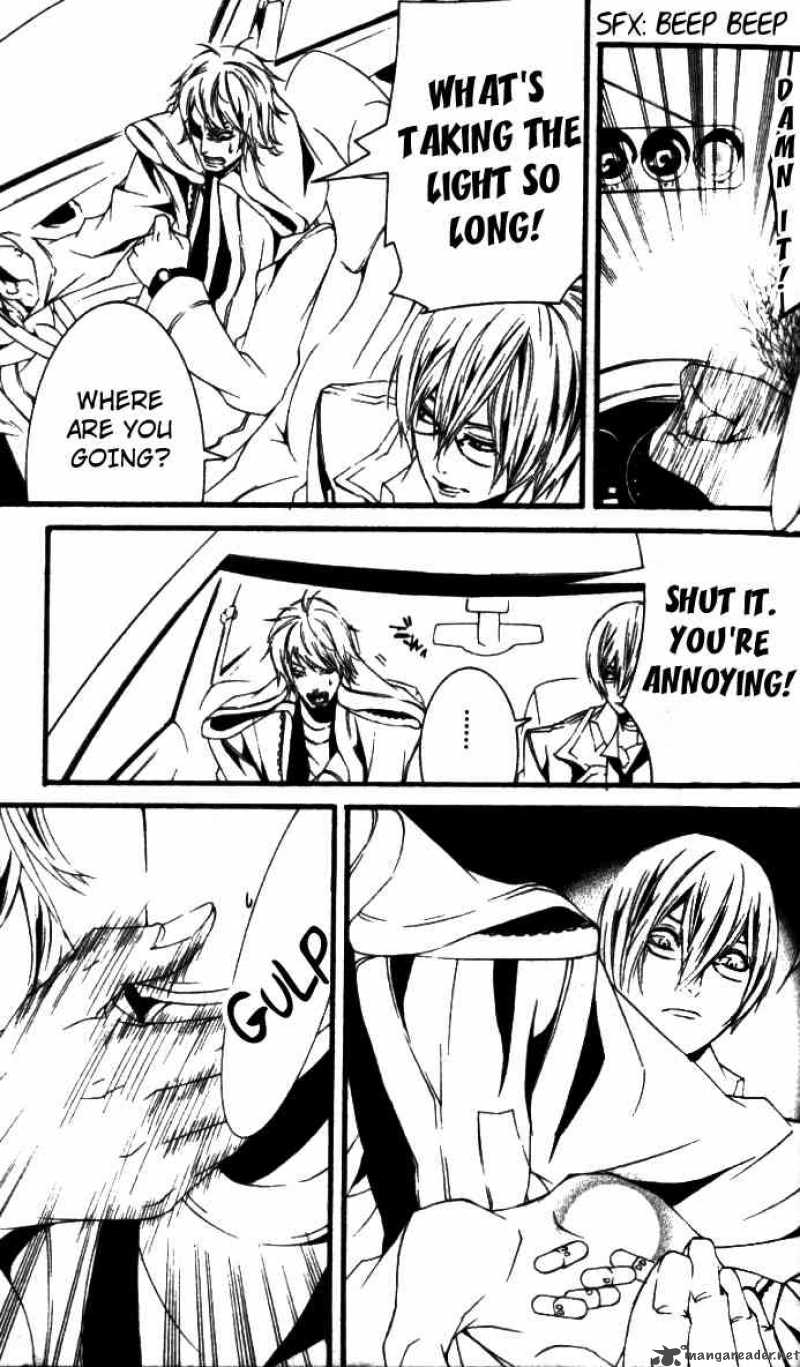 SFX: BEEP BEEP
DAMN IT!
WHAT'S
TAKING THE
LIGHT SO
LONG!
WHERE
ARE YOU
GOING?
SHUT IT.
YOU'RE
ANNOYING!
......
GULP
mangareader.net